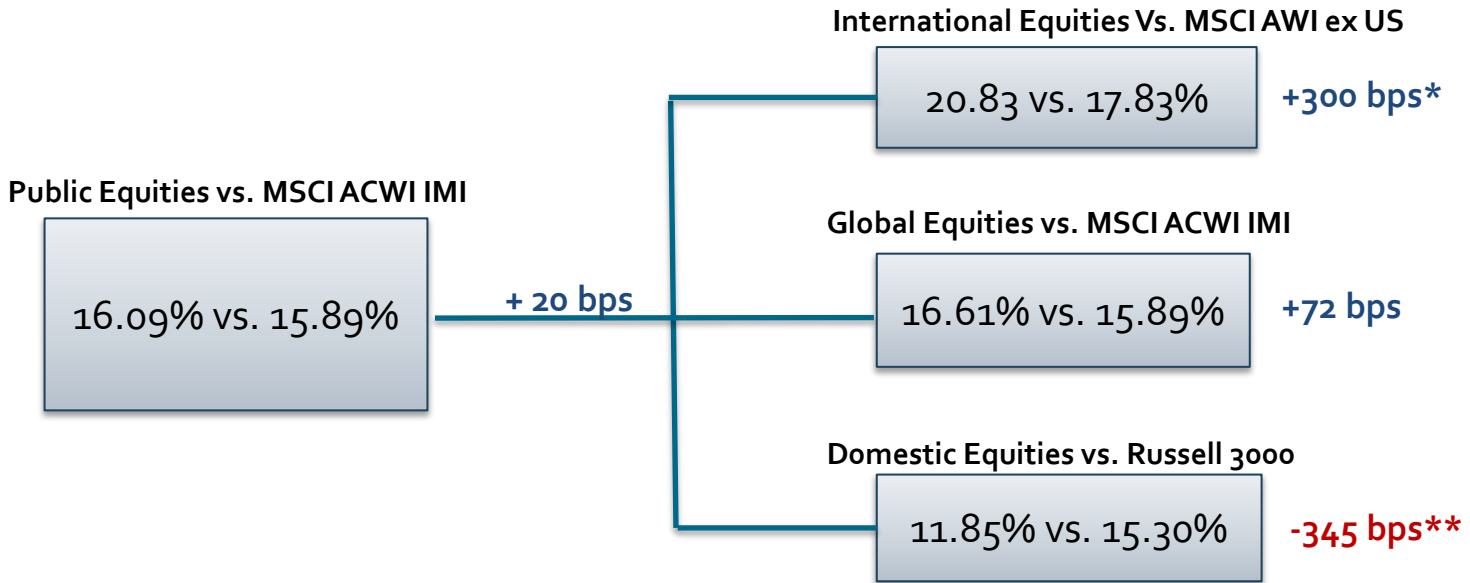 International Equities Vs. MSCI AWI ex US
20.83 vs. 17.83%
+300 bps*
Public Equities vs. MSCI ACWI IMI
16.09% vs. 15.89%
+ 20 bps
Global Equities vs. MSCI ACWI IMI
16.61% vs. 15.89%
+72 bps
Domestic Equities vs. Russell 3000
11.85% vs. 15.30%
-345 bps**